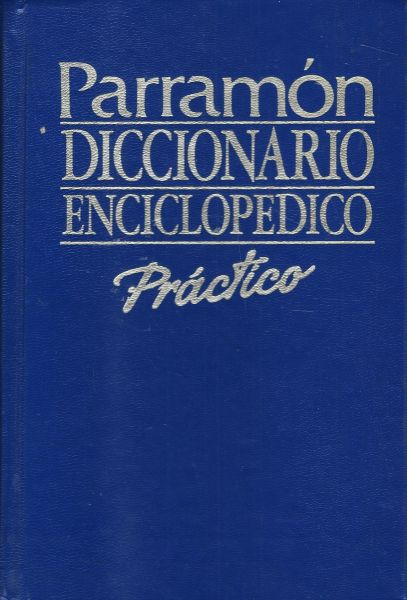 Parramón
DICCIONARIO
ENCICLOPEDICO
Práctico